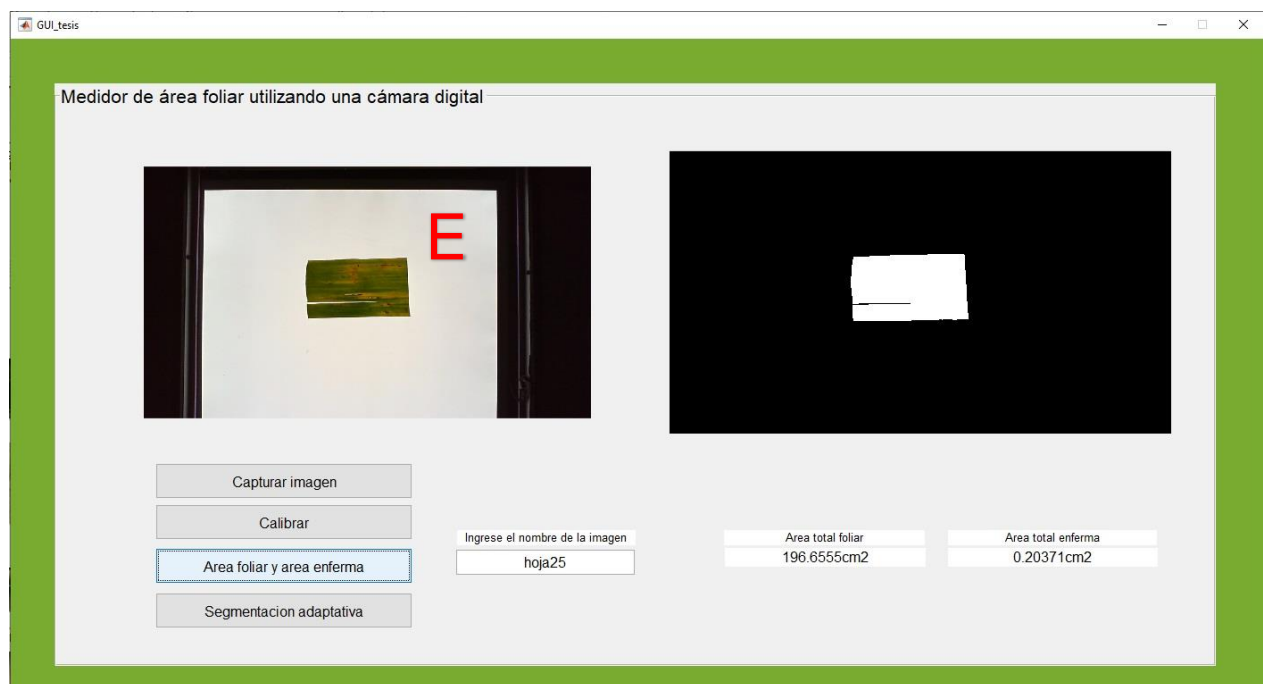 GUI_tesis
Medidor de área foliar utilizando una cámara digital
E
Capturar imagen
Calibrar
Area foliar y area enferma
Segmentacion adaptativa
Ingrese el nombre de la imagen
hoja25
Area total foliar
196.6555cm2
Area total enferma
0.20371cm2